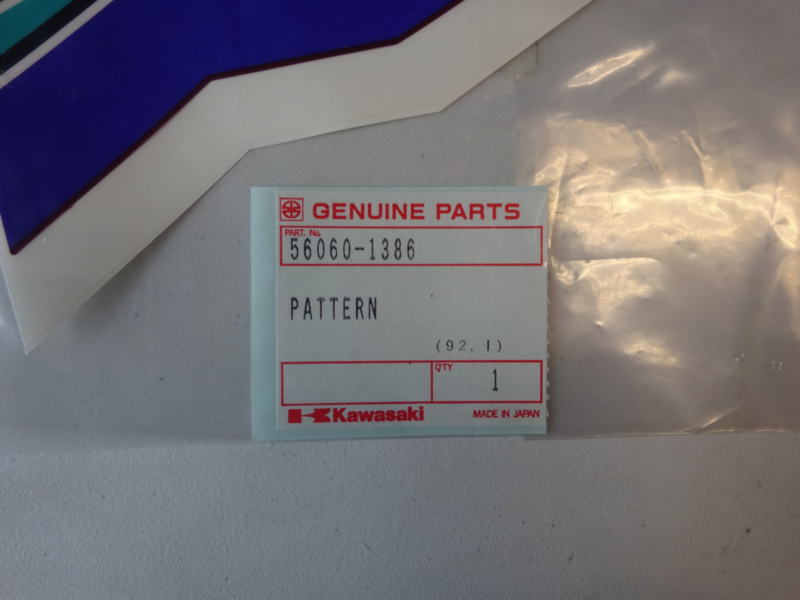 GENUINE PARTS
PART. No.
56060-1386
PATTERN
(92. 1)
Q'TY
1
Kawasaki
MADE IN JAPAN